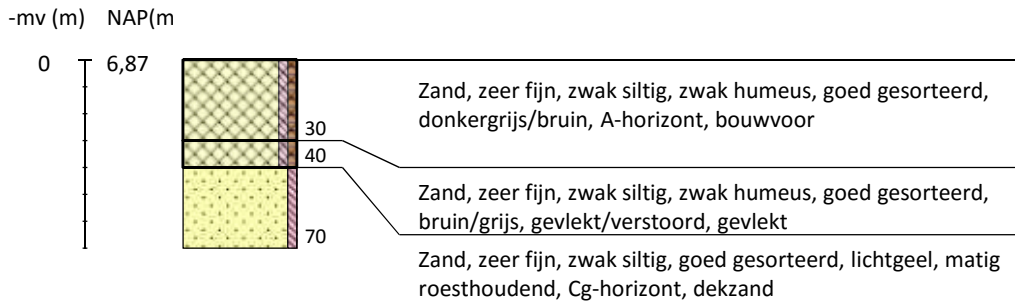 -mv (m) NAP(m
0 6,87
Zand, zeer fijn, zwak siltig, zwak humeus, goed gesorteerd,
donkergrijs/bruin, A-horizont, bouwvoor
30
40
Zand, zeer fijn, zwak siltig, zwak humeus, goed gesorteerd,
bruin/grijs, gevlekt/verstoord, gevlekt
70
Zand, zeer fijn, zwak siltig, goed gesorteerd, lichtgeel, matig
roesthoudend, Cg-horizont, dekzand